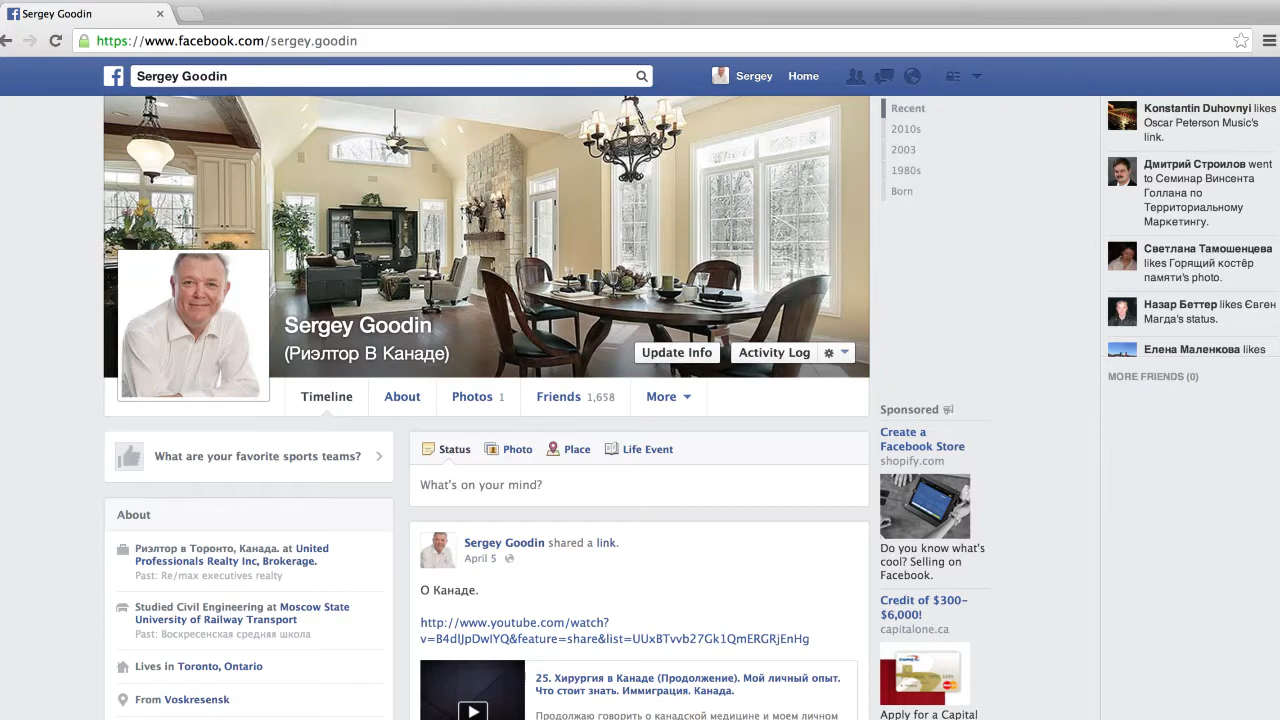 Sergey Goodin
https://www.facebook.com/sergey.goodin
Sergey Goodin
Sergey
Home
Sergey Goodin
(Риэлтор В Канаде)
Update Info
Activity Log
Timeline
About
Photos 1
Friends 1,658
More
What are your favorite sports teams?
About
Риэлтор в Торонто, Канада. at United
Professionals Realty Inc, Brokerage.
Past: Re/max executives realty
Studied Civil Engineering at Moscow State
University of Railway Transport
Past: Воскресенская средняя школа
Lives in Toronto, Ontario
From Voskresensk
Status
Photo
Place
Life Event
What's on your mind?
Sergey Goodin shared a link.
April 5
О Канаде.
http://www.youtube.com/watch?
v=B4dIJpDwIYQ&feature=share&list=UUxBTvvb27Gk1QmERGRjEnHg
25. Хирургия в Канаде (Продолжение). Мой личный опыт.
Что стоит знать. Иммиграция. Канада.
Продолжаю говорить о канадской медицине и моем личном
Recent
2010s
2003
1980s
Born
Sponsored
Create a
Facebook Store
shopify.com
Do you know what's
cool? Selling on
Facebook.
Credit of $300-
$6,000!
capitalone.ca
Apply for a Capital
Konstantin Duhovnyi likes
Oscar Peterson Music's
link.
Дмитрий Строилов went
to Семинар Винсента
Голлана по
Территориальному
Маркетингу.
Светлана Тамошенцева
likes Горящий костёр
памяти's photo.
Назар Беттер likes Євген
Магда's status.
Елена Маленкова likes
MORE FRIENDS (0)